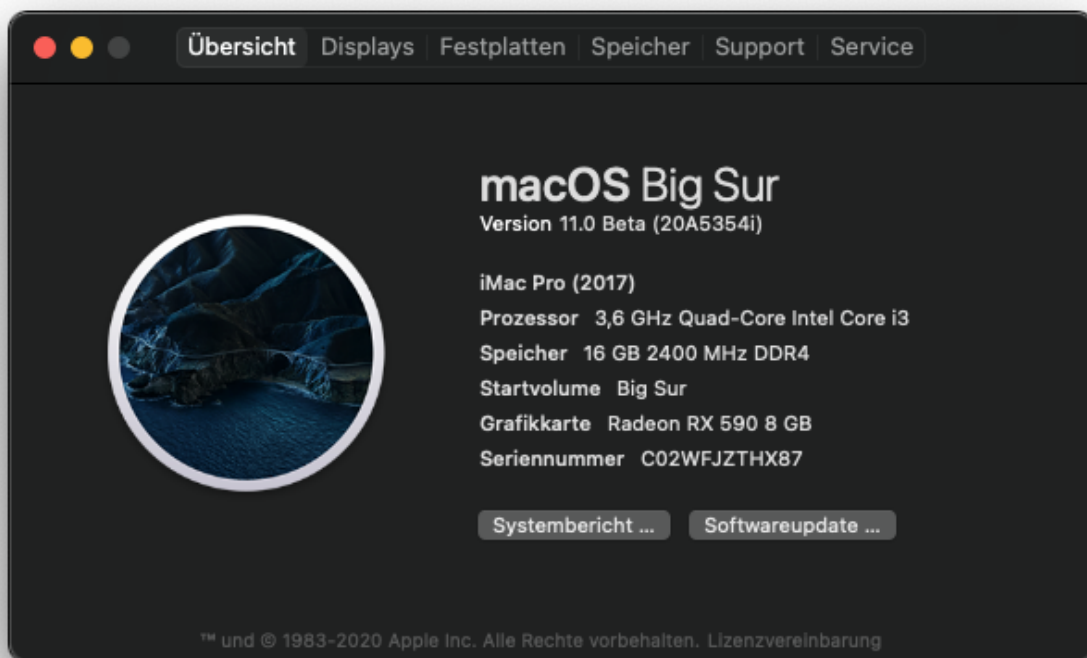 Übersicht Displays Festplatten Speicher Support Service
macOS Big Sur
Version 11.0 Beta (20A5354i)
iMac Pro (2017)
Prozessor 3,6 GHz Quad-Core Intel Core i3
Speicher 16 GB 2400 MHz DDR4
Startvolume Big Sur
Grafikkarte Radeon RX 590 8 GB
Seriennummer C02WFJZTHX87
Systembericht ... Softwareupdate ...
™ und © 1983-2020 Apple Inc. Alle Rechte vorbehalten. Lizenzvereinbarung